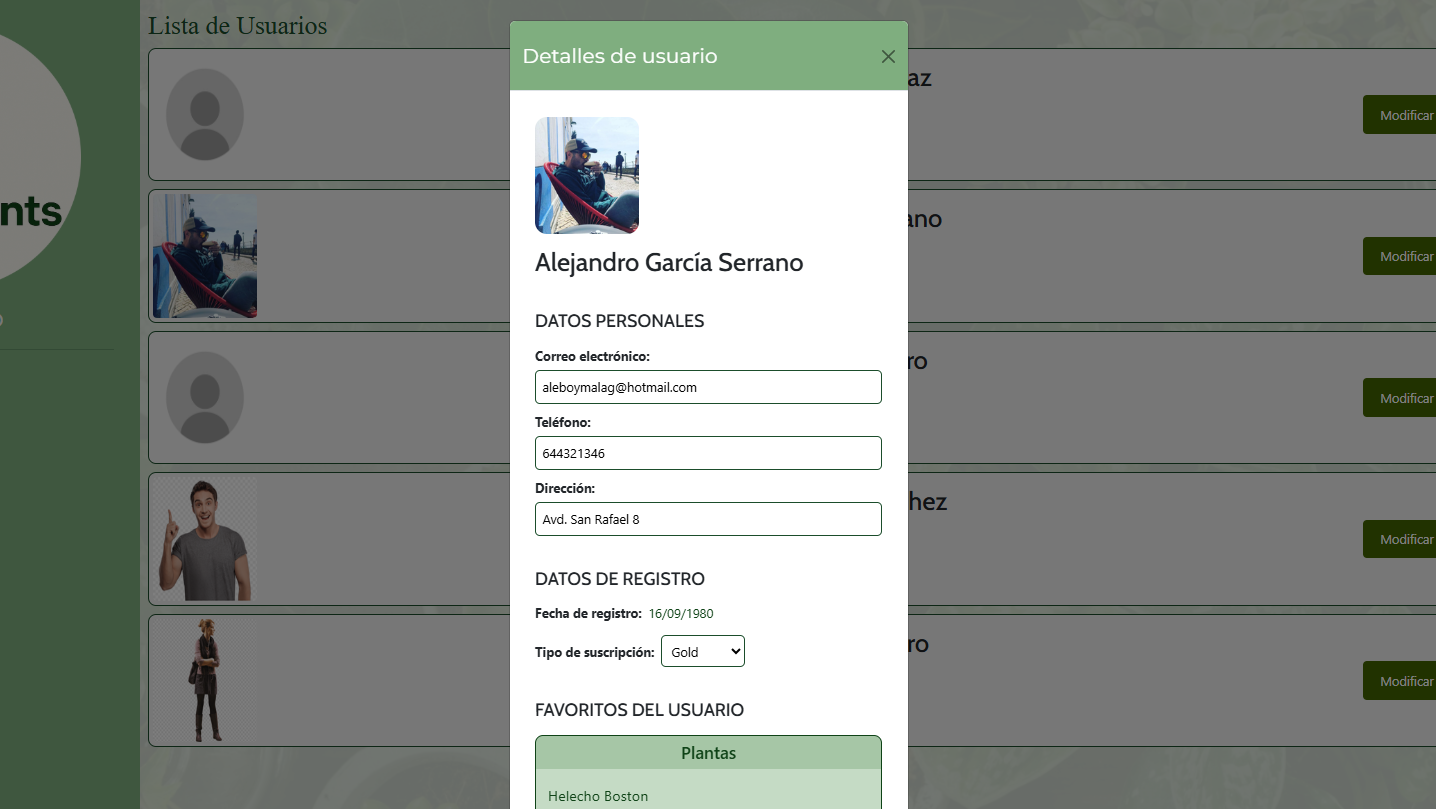 Lista de Usuarios
nts
Detalles de usuario
Alejandro García Serrano
DATOS PERSONALES
Correo electrónico:
aleboymalag@hotmail.com
Teléfono:
644321346
Dirección:
Avd. San Rafael 8
DATOS DE REGISTRO
Fecha de registro: 16/09/1980
Tipo de suscripción: Gold
FAVORITOS DEL USUARIO
Plantas
Helecho Boston
az
Modificar
ano
Modificar
ro
Modificar
hez
Modificar
ro
Modificar